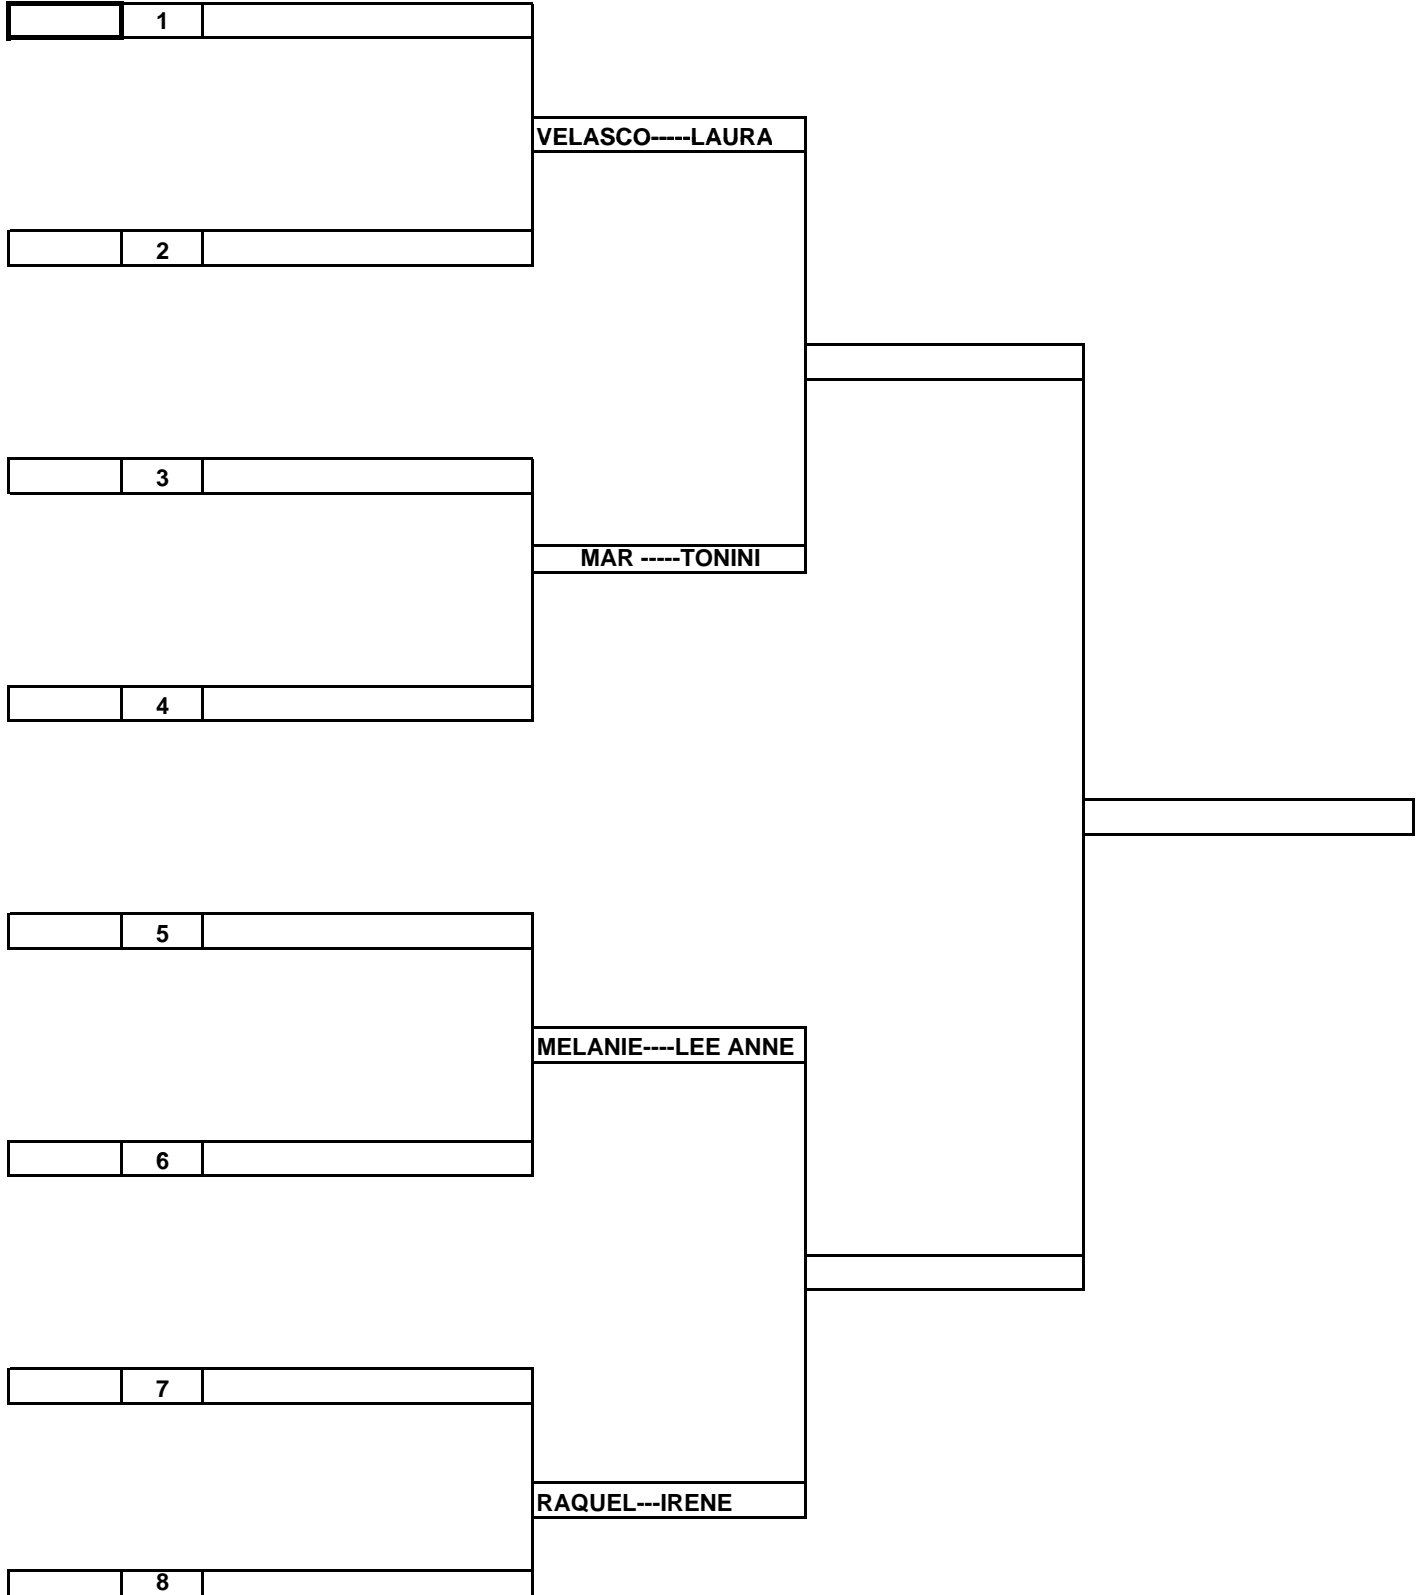 1
VELASCO-----LAURA
2
3
MAR -----TONINI
4
5
MELANIE----LEE ANNE
6
7
RAQUEL---IRENE
8